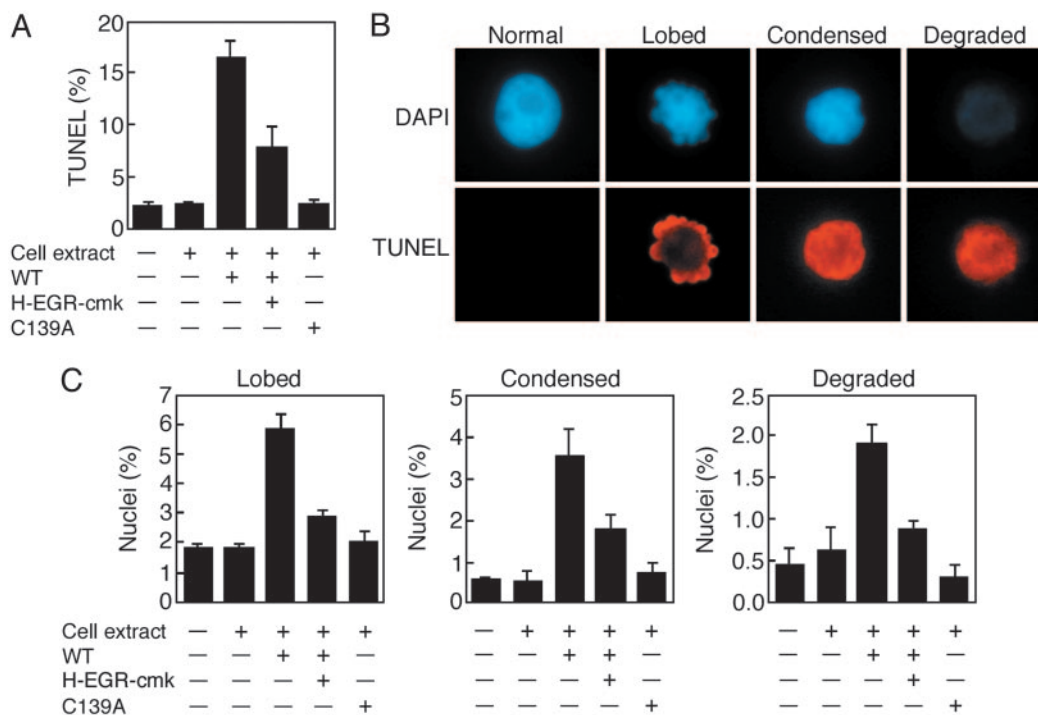 A
TUNEL (%)
20
15
10
5
0
Cell extract — + + + +
WT — — + + —
H-EGR-cmk — — — + —
C139A — — — — +
B
Normal Lobed Condensed Degraded
DAPI
TUNEL
C
Lobed
Nuclei (%)
7
6
5
4
3
2
1
0
Condensed
Nuclei (%)
5
4
3
2
1
0
Degraded
Nuclei (%)
2.5
2.0
1.5
1.0
0.5
0.0
Cell extract — + + + + — + + + + — + + + +
WT — — + + — — — + + — — — + + —
H-EGR-cmk — — — + — — — — + — — — — + —
C139A — — — — + — — — — + — — — — +